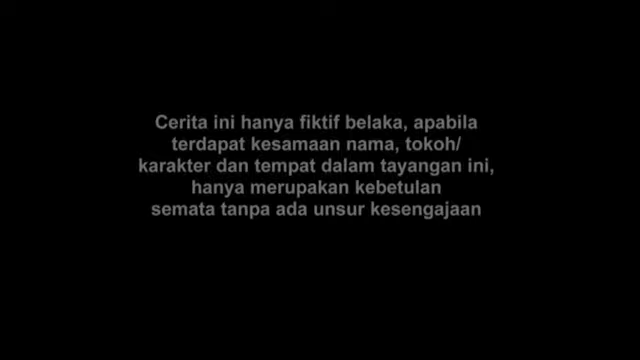 Cerita ini hanya fiktif belaka, apabila
terdapat kesamaan nama, tokoh/
karakter dan tempat dalam tayangan ini,
hanya merupakan kebetulan
semata tanpa ada unsur kesengajaan